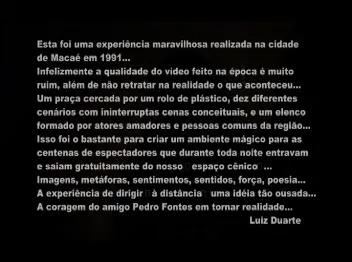 Esta foi uma experiência maravilhosa realizada na cidade
de Macaé em 1991...
Infelizmente a qualidade do vídeo feito na época é muito
ruim, além de não retratar na realidade o que aconteceu...
Um praça cercada por um rolo de plástico, dez diferentes
cenários com ininterruptas cenas conceituais, e um elenco
formado por atores amadores e pessoas comuns da região...
Isso foi o bastante para criar um ambiente mágico para as
centenas de espectadores que durante toda noite entravam
e saiam gratuitamente do nosso espaço cênico ...
Imagens, metáforas, sentimentos, sentidos, força, poesia...
A experiência de dirigir à distância uma idéia tão ousada...
A coragem do amigo Pedro Fontes em tornar realidade...
Luiz Duarte